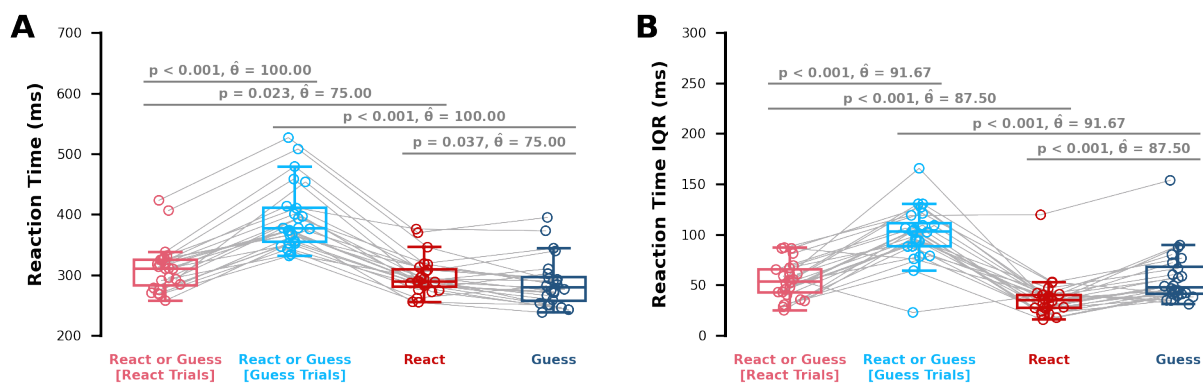 A
Reaction Time (ms)
700
600
500
400
300
200
p < 0.001, θ̂ = 100.00
p = 0.023, θ̂ = 75.00
p < 0.001, θ̂ = 100.00
p = 0.037, θ̂ = 75.00
React or Guess
[React Trials]
React or Guess
[Guess Trials]
React
Guess
B
Reaction Time IQR (ms)
300
250
200
150
100
50
0
p < 0.001, θ̂ = 91.67
p < 0.001, θ̂ = 87.50
p < 0.001, θ̂ = 91.67
p < 0.001, θ̂ = 87.50
React or Guess
[React Trials]
React or Guess
[Guess Trials]
React
Guess